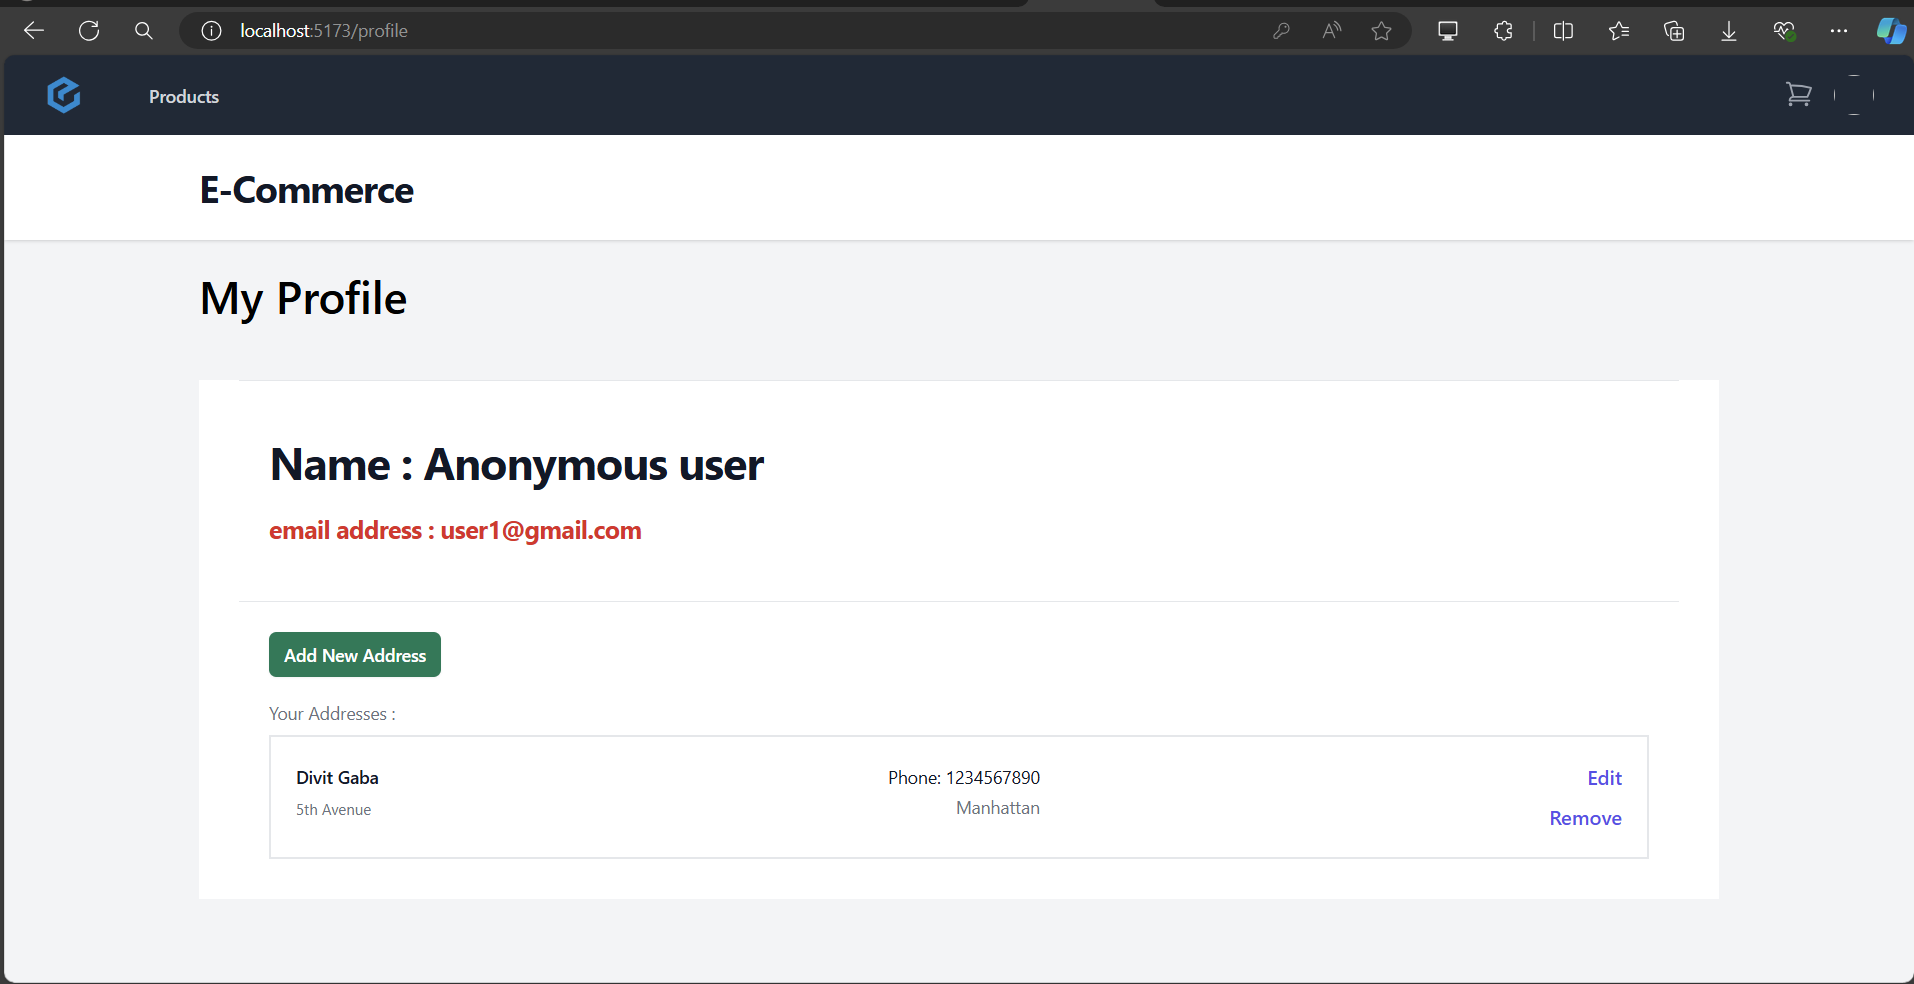 localhost:5173/profile
Products
E-Commerce
My Profile
Name : Anonymous user
email address : user1@gmail.com
Add New Address
Your Addresses :
Divit Gaba Phone: 1234567890 Edit
5th Avenue Manhattan Remove